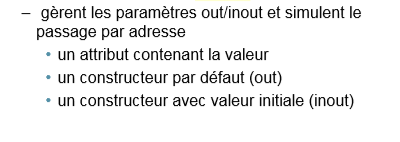 – gèrent les paramètres out/inout et simulent le
passage par adresse
• un attribut contenant la valeur
• un constructeur par défaut (out)
• un constructeur avec valeur initiale (inout)